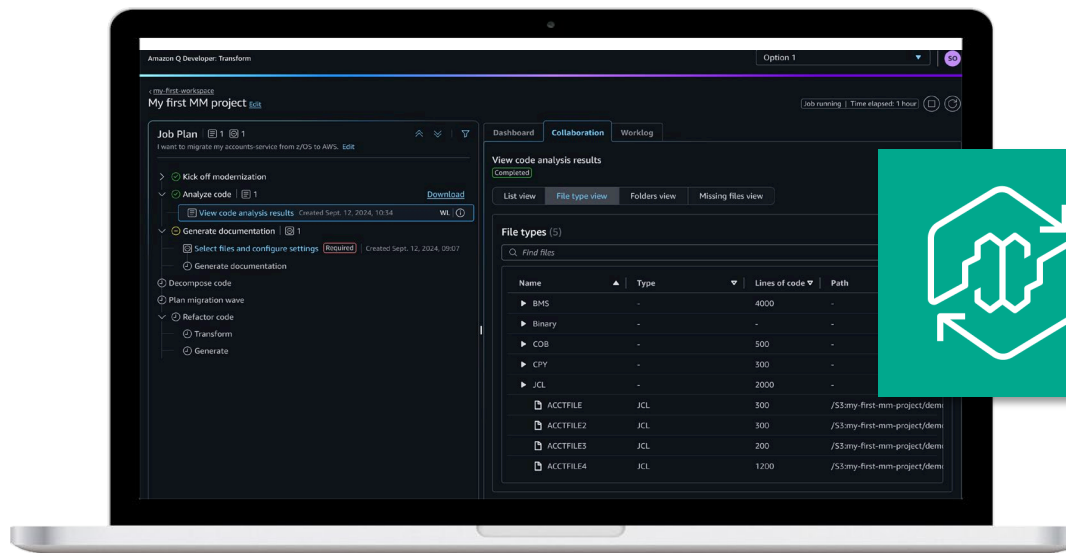 Amazon Q Developer: Transform
Option 1
SO
‹ my-first-workspace
My first MM project Edit
Job running | Time elapsed: 1 hour
Job Plan 1 1
I want to migrate my accounts-service from z/OS to AWS. Edit
Kick off modernization
Analyze code 1 Download
View code analysis results Created Sept. 12, 2024, 10:34 WL
Generate documentation 1
Select files and configure settings Required Created Sept. 12, 2024, 09:07
Generate documentation
Decompose code
Plan migration wave
Refactor code
Transform
Generate
Dashboard Collaboration Worklog
View code analysis results
Completed
List view File type view Folders view Missing files view
File types (5)
Find files
Name Type Lines of code Path
BMS - 4000 -
Binary - - -
COB - 500 -
CPY - 300 -
JCL - 2000 -
ACCTFILE JCL 300 /S3:my-first-mm-project/dem
ACCTFILE2 JCL 300 /S3:my-first-mm-project/dem
ACCTFILE3 JCL 200 /S3:my-first-mm-project/dem
ACCTFILE4 JCL 1200 /S3:my-first-mm-project/dem